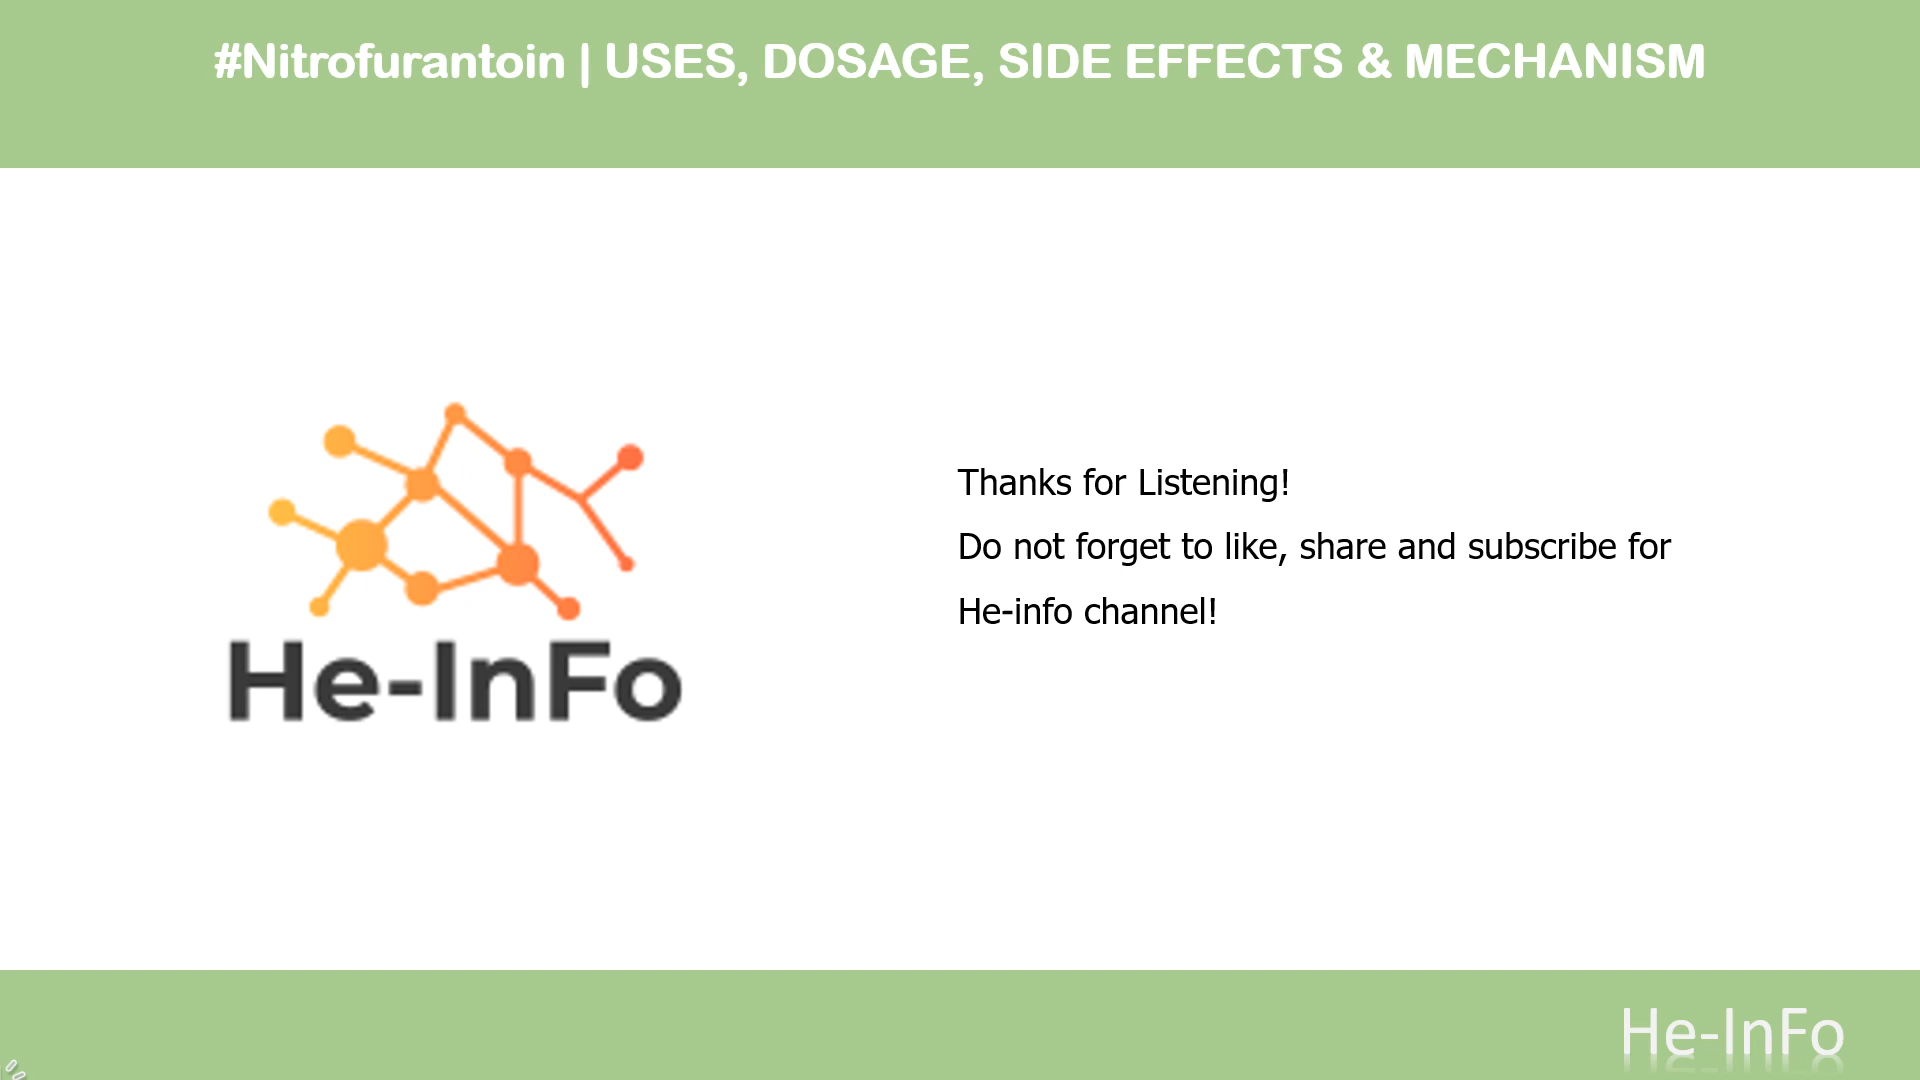 #Nitrofurantoin | USES, DOSAGE, SIDE EFFECTS & MECHANISM
He-InFo
Thanks for Listening!
Do not forget to like, share and subscribe for
He-info channel!
He-InFo